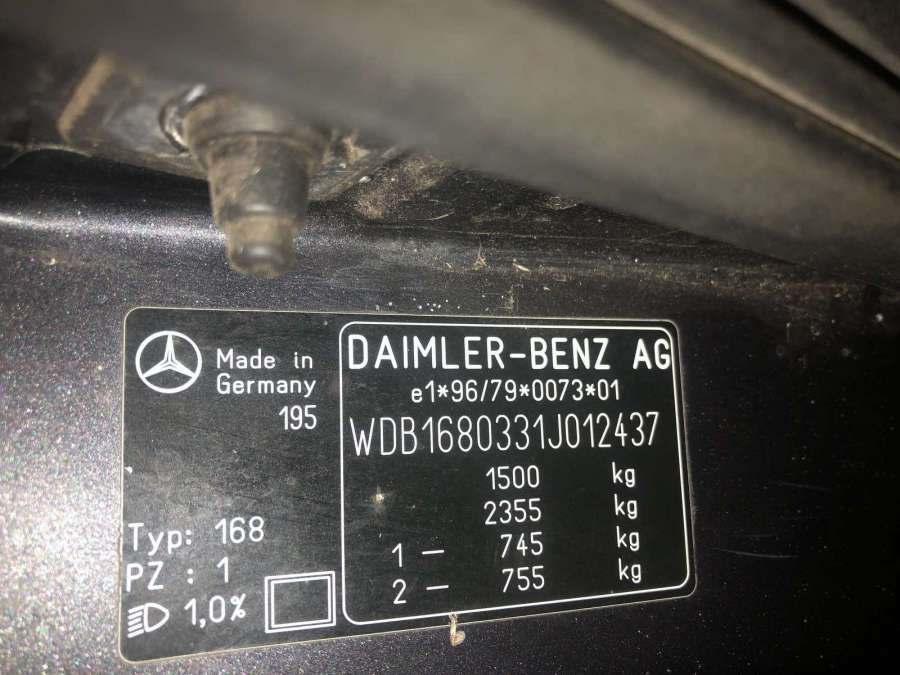 Made in
Germany
195
Typ: 168
PZ : 1
1,0%
DAIMLER-BENZ AG
e1*96/79*0073*01
WDB1680331J012437
1500 kg
2355 kg
1 — 745 kg
2 — 755 kg